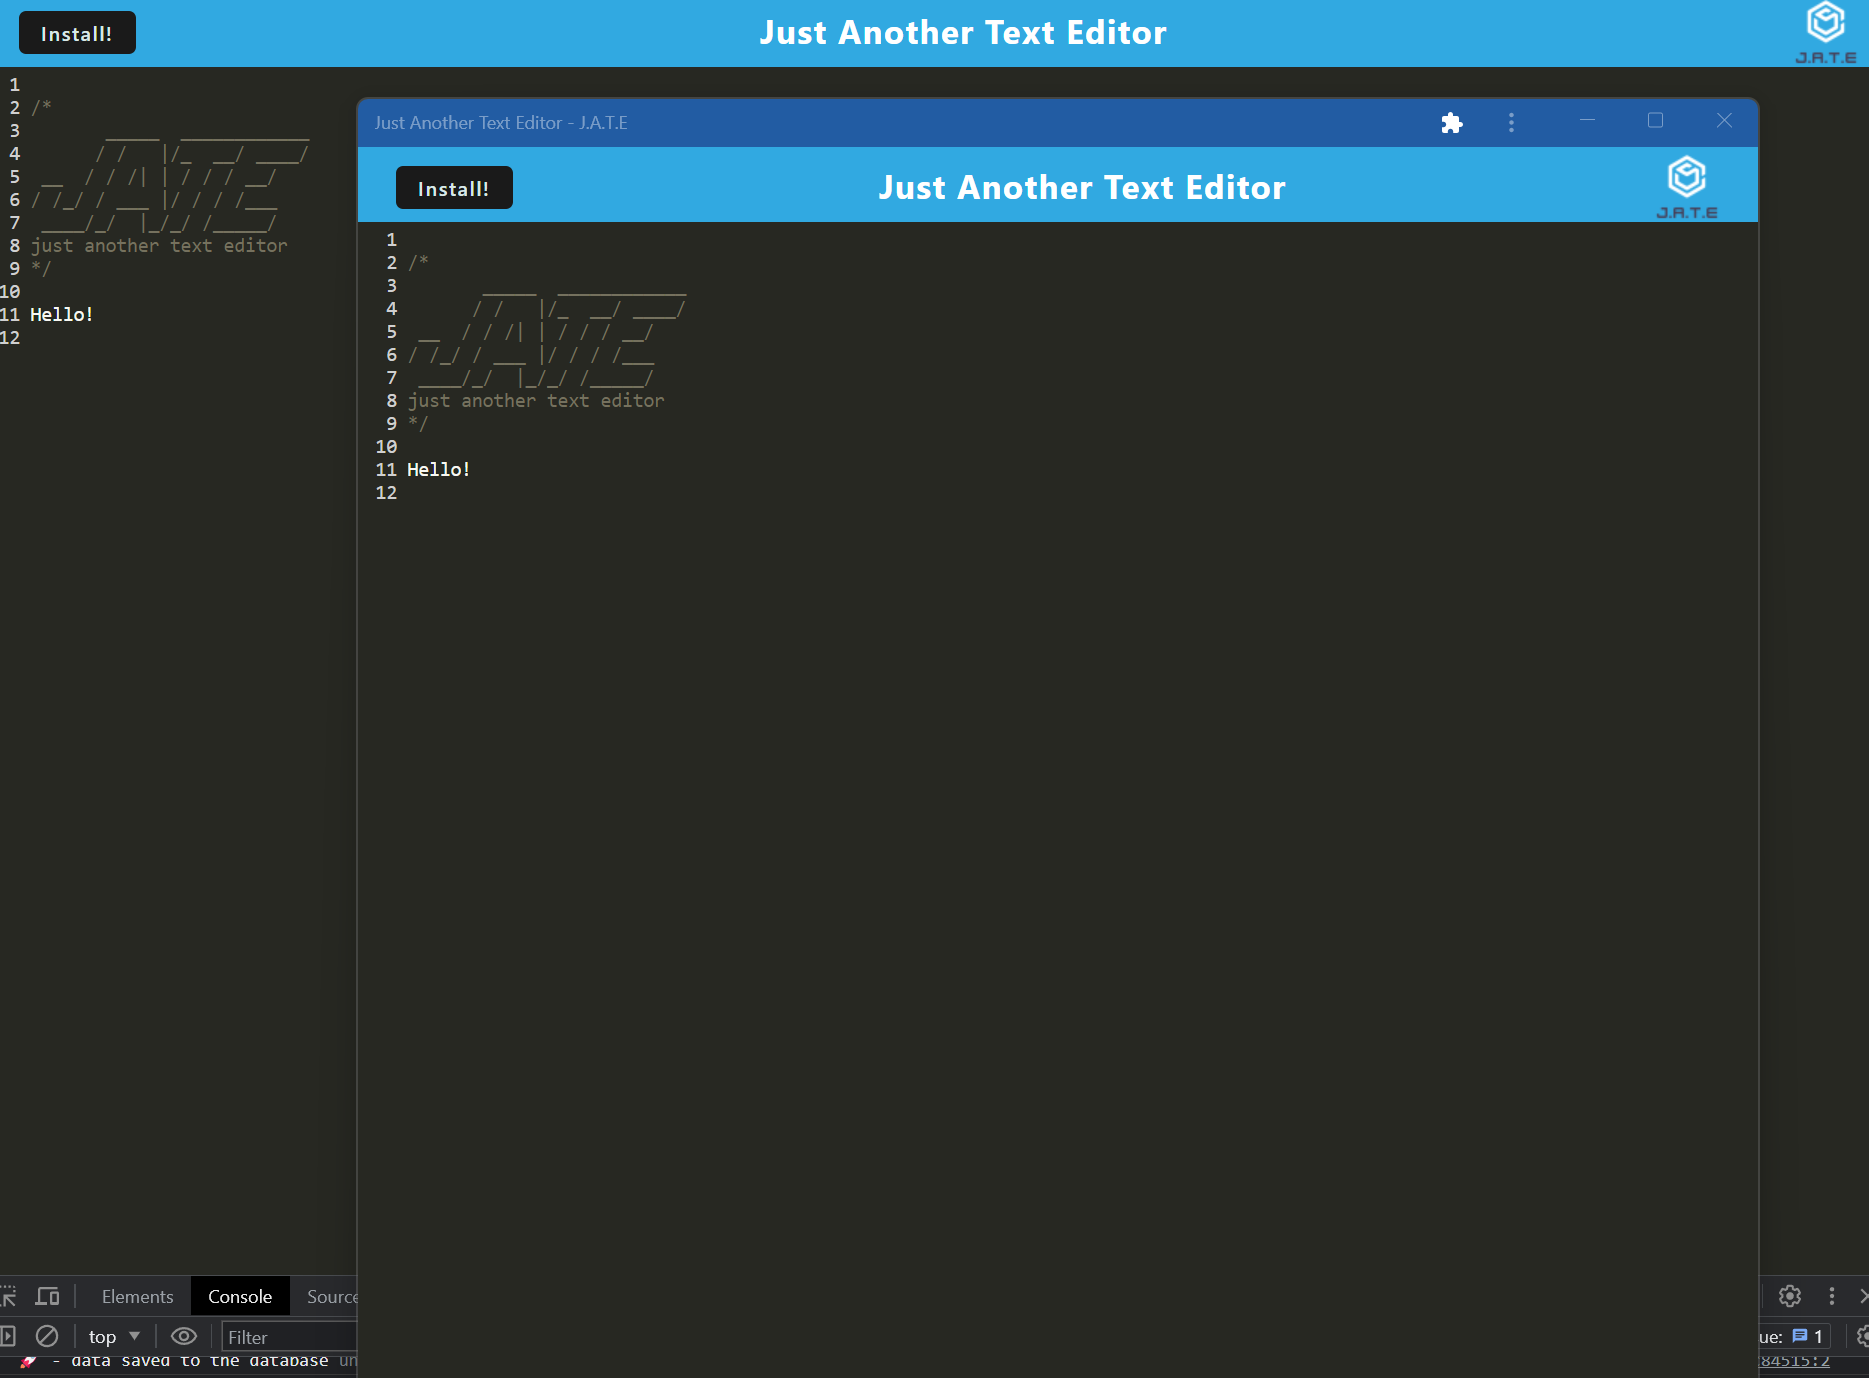 Install!
Just Another Text Editor
J.A.T.E
1
2 /*
3        _____  ____________
4       / /   |/_  __/ ____/
5  __  / / /| | / / / __/
6 / /_/ / ___ |/ / / /___
7  ____/_/  |_/_/ /_____/
8 just another text editor
9 */
10
11 Hello!
12
Just Another Text Editor - J.A.T.E
Install!
Just Another Text Editor
J.A.T.E
1
2 /*
3        _____  ____________
4       / /   |/_  __/ ____/
5  __  / / /| | / / / __/
6 / /_/ / ___ |/ / / /___
7  ____/_/  |_/_/ /_____/
8 just another text editor
9 */
10
11 Hello!
12
Elements Console Source
top Filter ue: 1
🚀 - data saved to the database un 84515:2